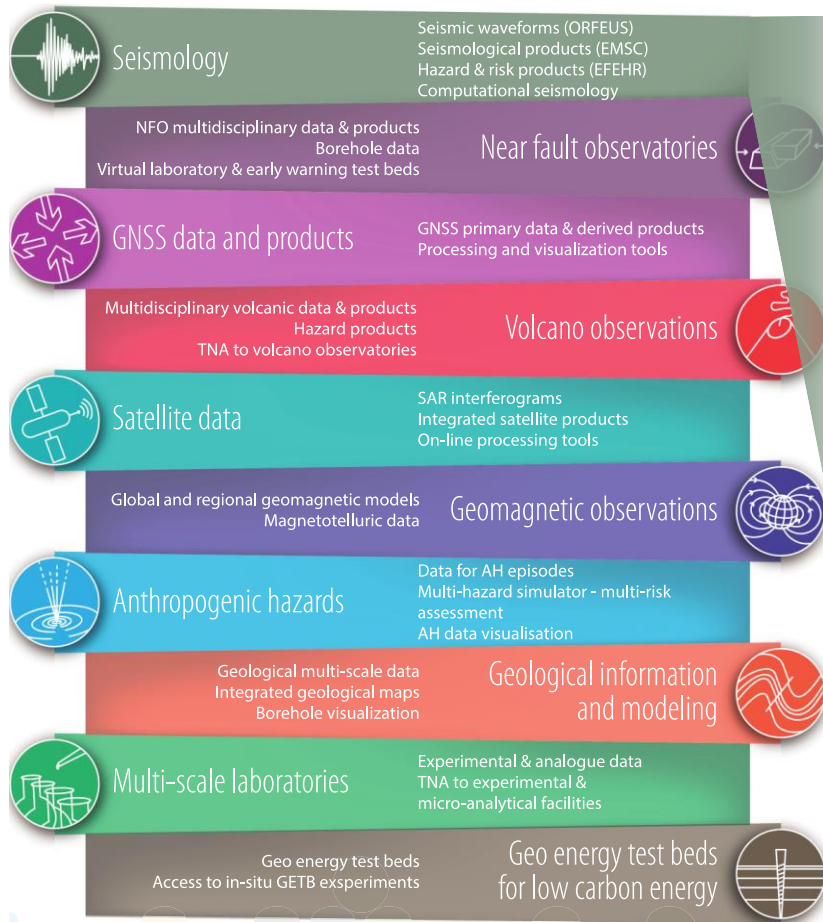 Seismology
Seismic waveforms (ORFEUS)
Seismological products (EMSC)
Hazard & risk products (EFEHR)
Computational seismology
NFO multidisciplinary data & products
Borehole data
Virtual laboratory & early warning test beds
Near fault observatories
GNSS data and products
GNSS primary data & derived products
Processing and visualization tools
Multidisciplinary volcanic data & products
Hazard products
TNA to volcano observatories
Volcano observations
Satellite data
SAR interferograms
Integrated satellite products
On-line processing tools
Global and regional geomagnetic models
Magnetotelluric data
Geomagnetic observations
Anthropogenic hazards
Data for AH episodes
Multi-hazard simulator - multi-risk
assessment
AH data visualisation
Geological multi-scale data
Integrated geological maps
Borehole visualization
Geological information
and modeling
Multi-scale laboratories
Experimental & analogue data
TNA to experimental &
micro-analytical facilities
Geo energy test beds
Access to in-situ GETB exsperiments
Geo energy test beds
for low carbon energy